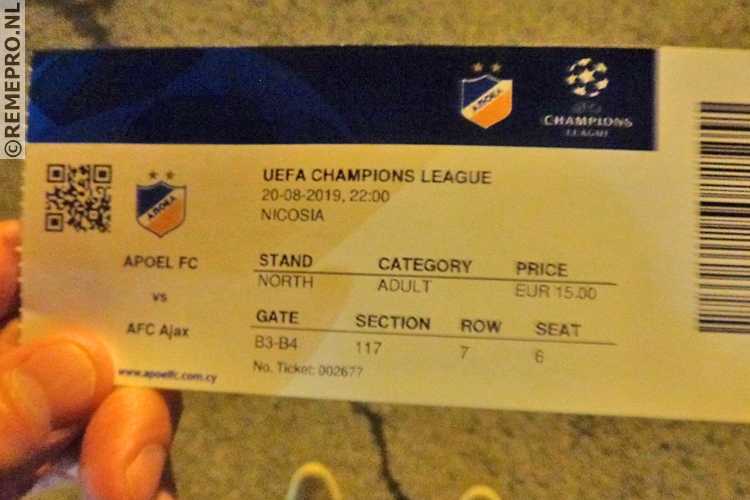 ©REMEPRO.NL
ΑΠΟΕΛ
CHAMPIONS
LEAGUE
ΑΠΟΕΛ
UEFA CHAMPIONS LEAGUE
20-08-2019, 22:00
NICOSIA
APOEL FC
vs
AFC Ajax
STAND CATEGORY PRICE
NORTH ADULT EUR 15.00
GATE SECTION ROW SEAT
B3-B4 117 7 6
No. Ticket: 002677
www.apoelfc.com.cy